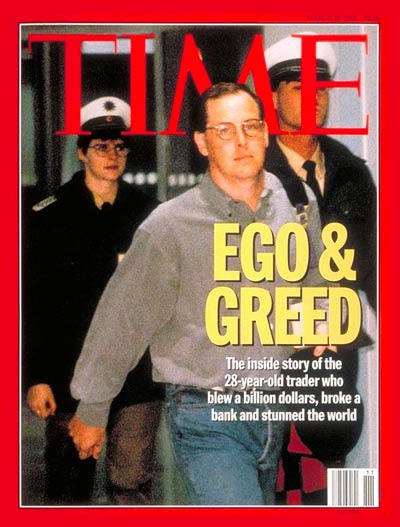 TIME
EGO &
GREED
The inside story of the
28-year-old trader who
blew a billion dollars, broke a
bank and stunned the world
11